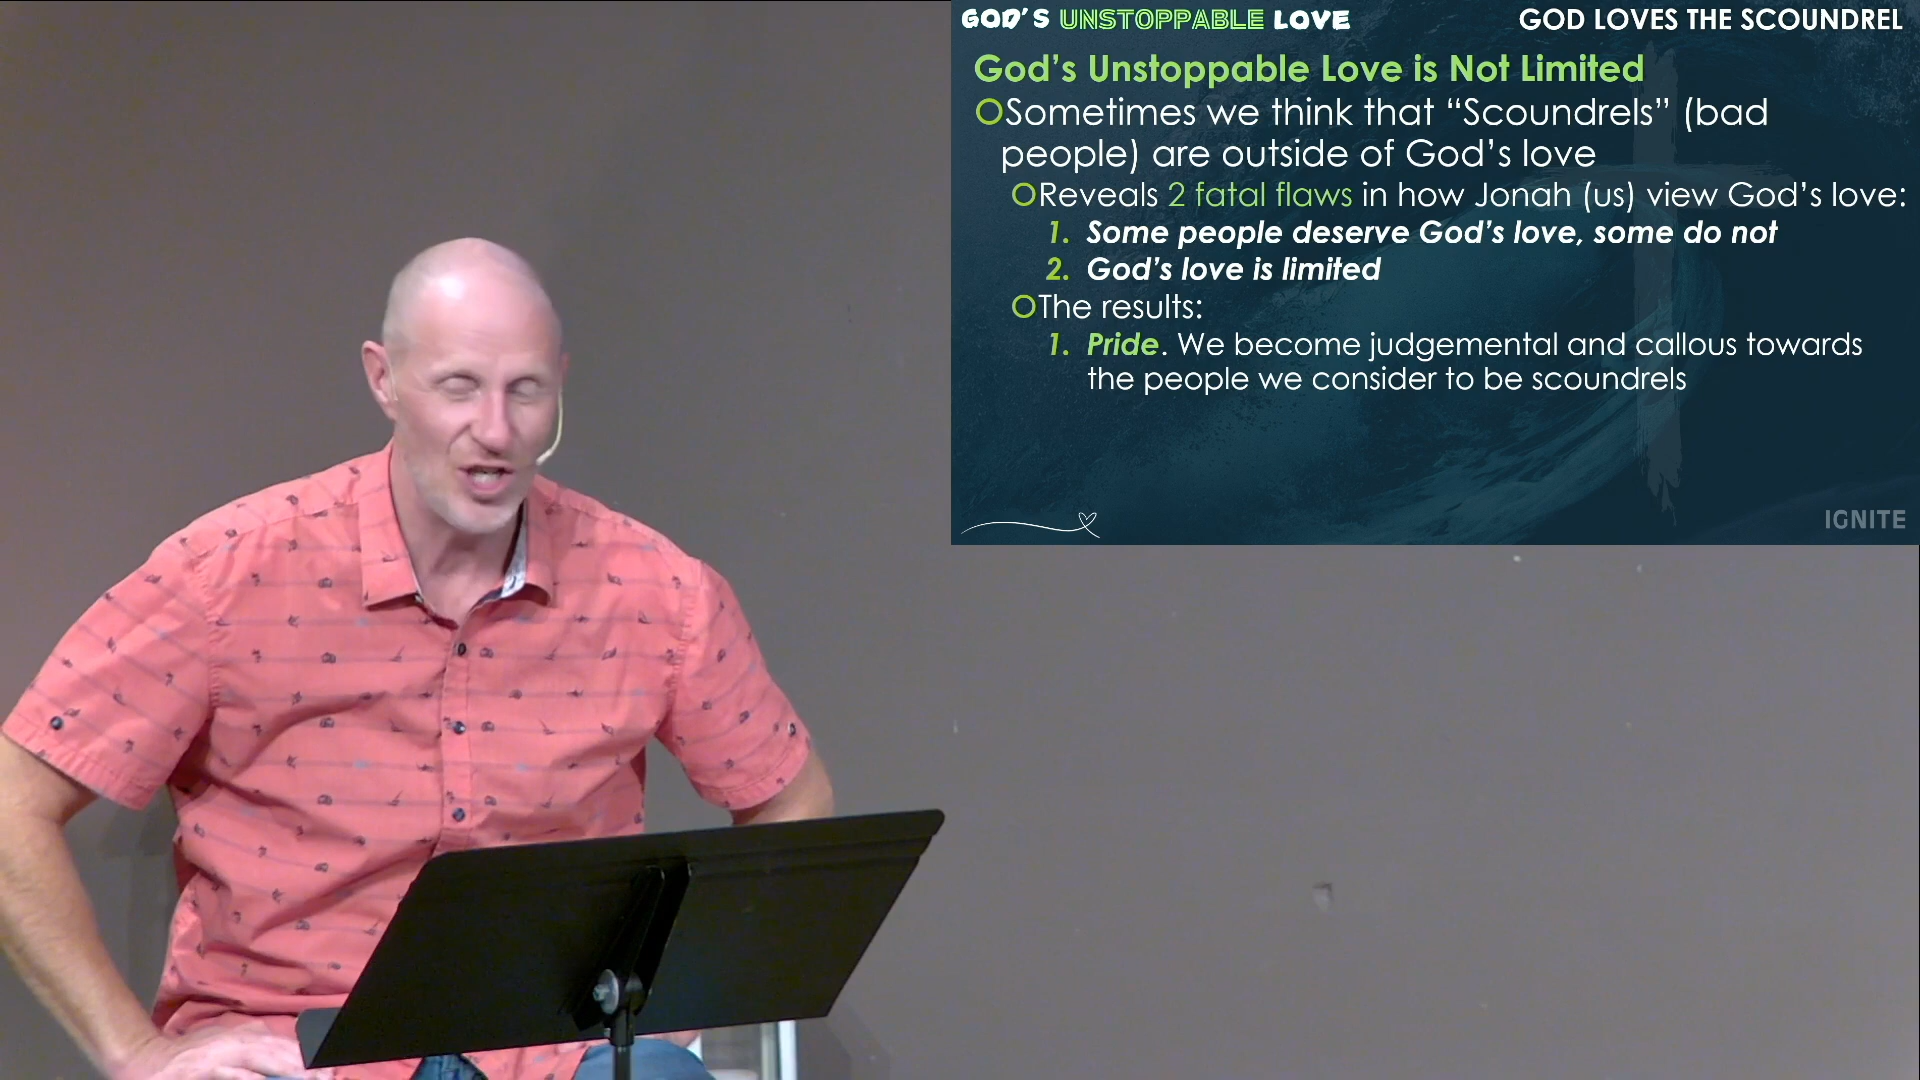 GOD'S UNSTOPPABLE LOVE
GOD LOVES THE SCOUNDREL
God's Unstoppable Love is Not Limited
Sometimes we think that “Scoundrels” (bad
people) are outside of God's love
Reveals 2 fatal flaws in how Jonah (us) view God's love:
1. Some people deserve God's love, some do not
2. God's love is limited
The results:
1. Pride. We become judgemental and callous towards
the people we consider to be scoundrels
IGNITE